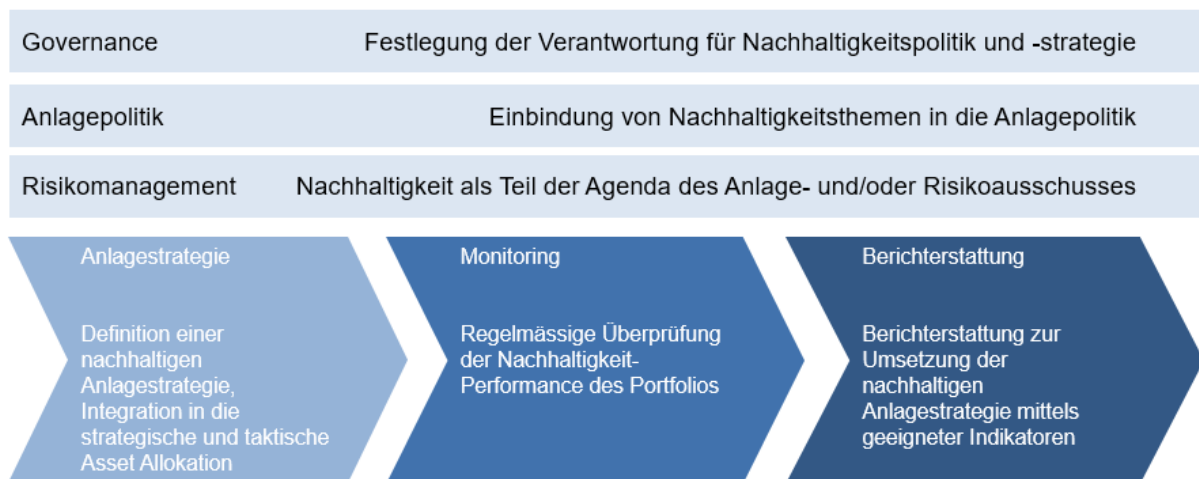 Governance Festlegung der Verantwortung für Nachhaltigkeitspolitik und -strategie
Anlagepolitik Einbindung von Nachhaltigkeitsthemen in die Anlagepolitik
Risikomanagement Nachhaltigkeit als Teil der Agenda des Anlage- und/oder Risikoausschusses
Anlagestrategie
Definition einer
nachhaltigen
Anlagestrategie,
Integration in die
strategische und taktische
Asset Allokation
Monitoring
Regelmässige Überprüfung
der Nachhaltigkeit-
Performance des Portfolios
Berichterstattung
Berichterstattung zur
Umsetzung der
nachhaltigen
Anlagestrategie mittels
geeigneter Indikatoren